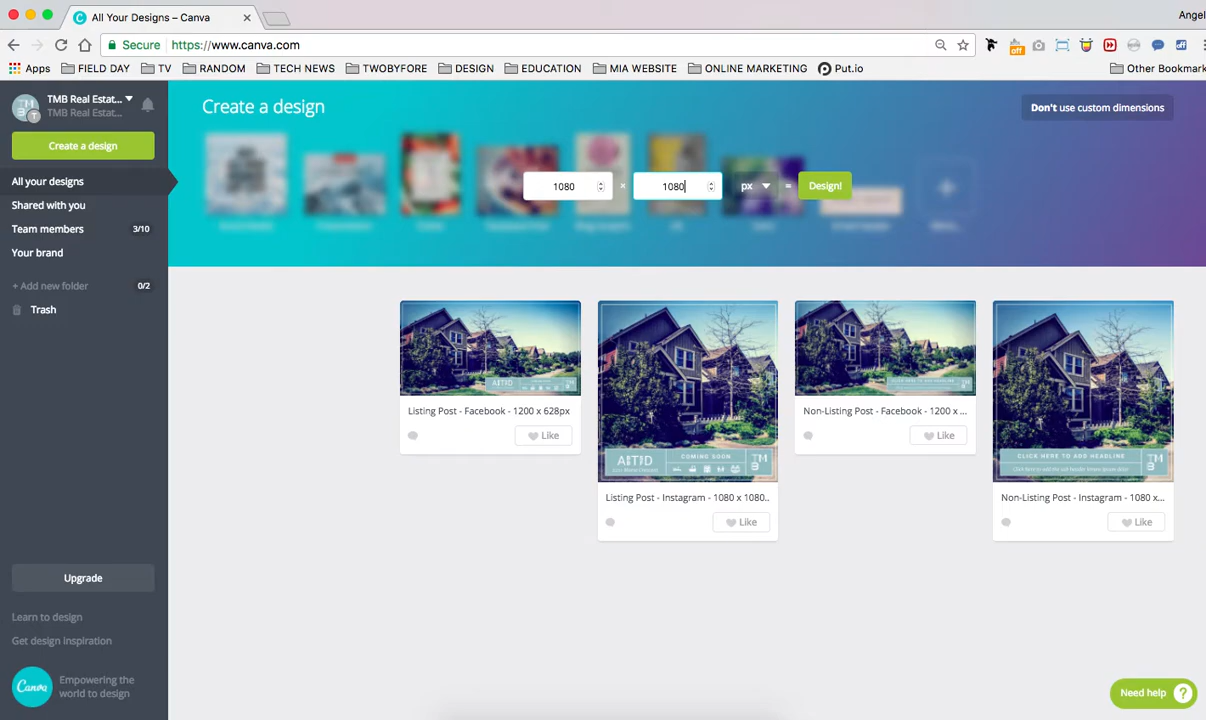 All Your Designs – Canva
Angel
Secure https://www.canva.com
off
Apps FIELD DAY TV RANDOM TECH NEWS TWOBYFORE DESIGN EDUCATION MIA WEBSITE ONLINE MARKETING Put.io Other Bookmark
TMB Real Estat...
TMB Real Estat...
Create a design
All your designs
Shared with you
Team members 3/10
Your brand
+ Add new folder 0/2
Trash
Upgrade
Learn to design
Get design inspiration
Canva
Empowering the
world to design
Create a design
Don't use custom dimensions
1080 × 1080 px = Design!
Listing Post - Facebook - 1200 x 628px
Like
COMING SOON
TMB
Listing Post - Instagram - 1080 x 1080..
Like
Non-Listing Post - Facebook - 1200 x ...
Like
CLICK HERE TO ADD HEADLINE
TMB
Non-Listing Post - Instagram - 1080 x...
Like
Need help ?